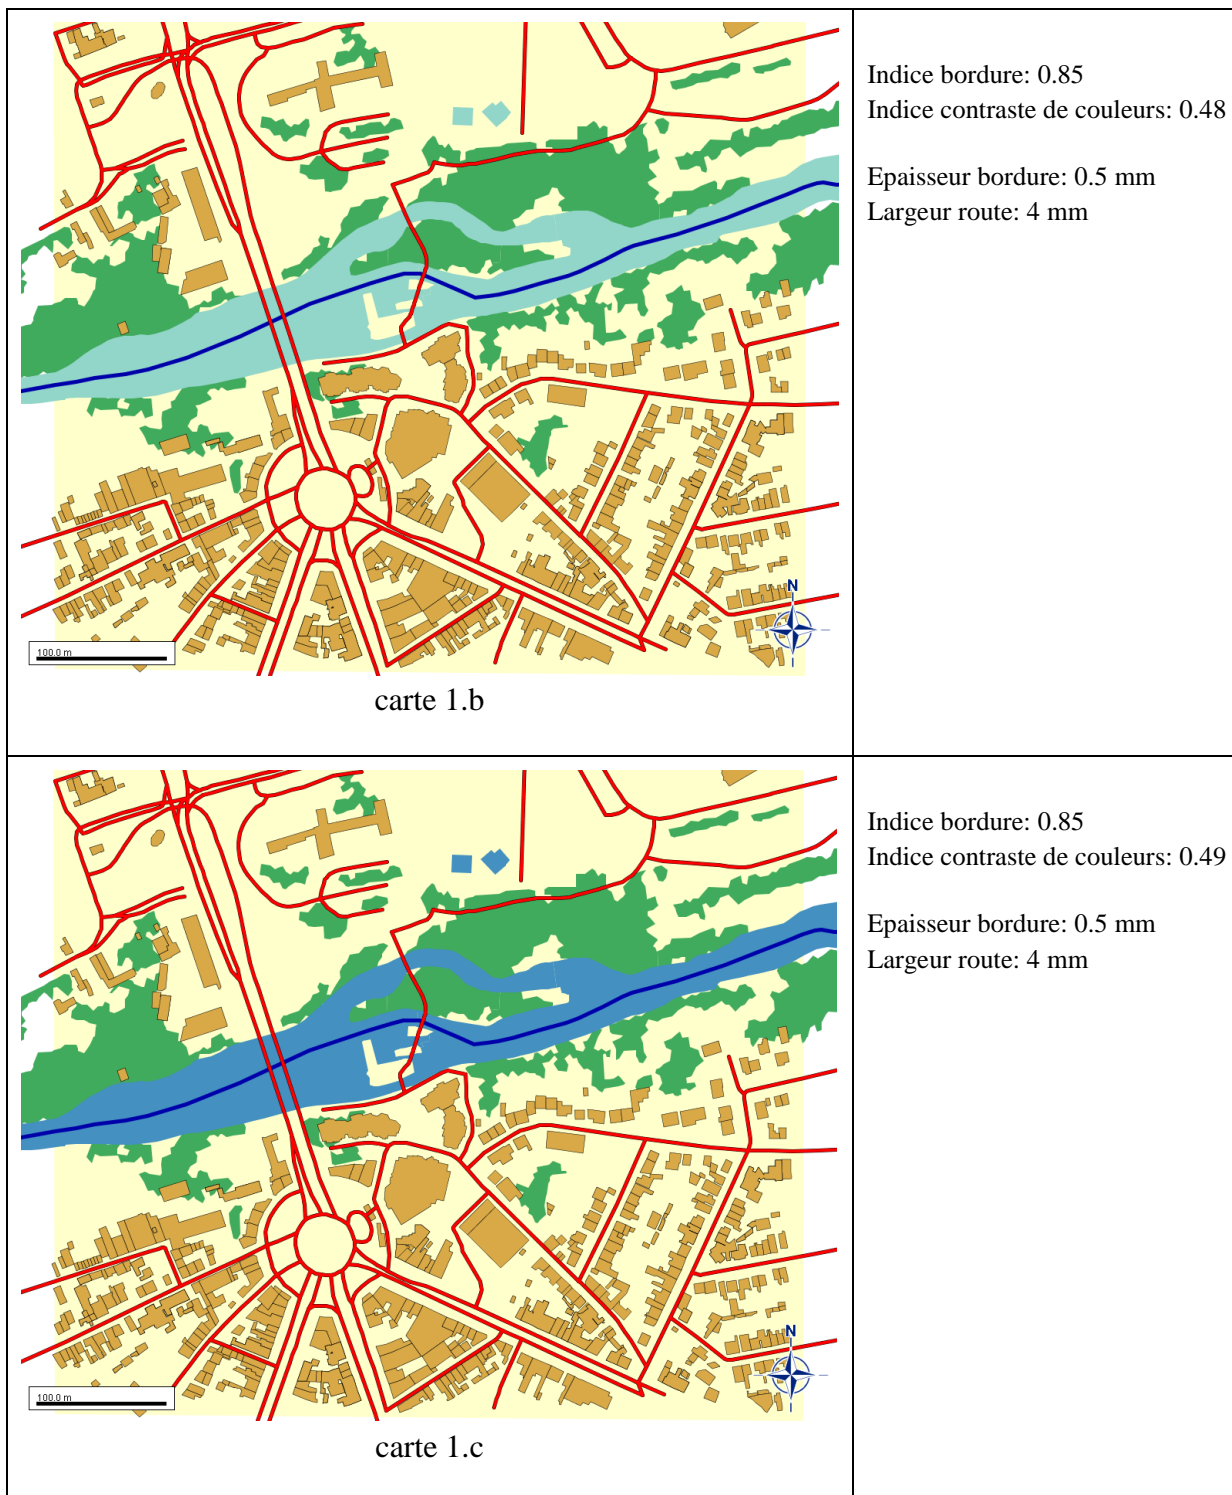 Indice bordure: 0.85
Indice contraste de couleurs: 0.48
Epaisseur bordure: 0.5 mm
Largeur route: 4 mm
N
100.0 m
carte 1.b
Indice bordure: 0.85
Indice contraste de couleurs: 0.49
Epaisseur bordure: 0.5 mm
Largeur route: 4 mm
N
100.0 m
carte 1.c